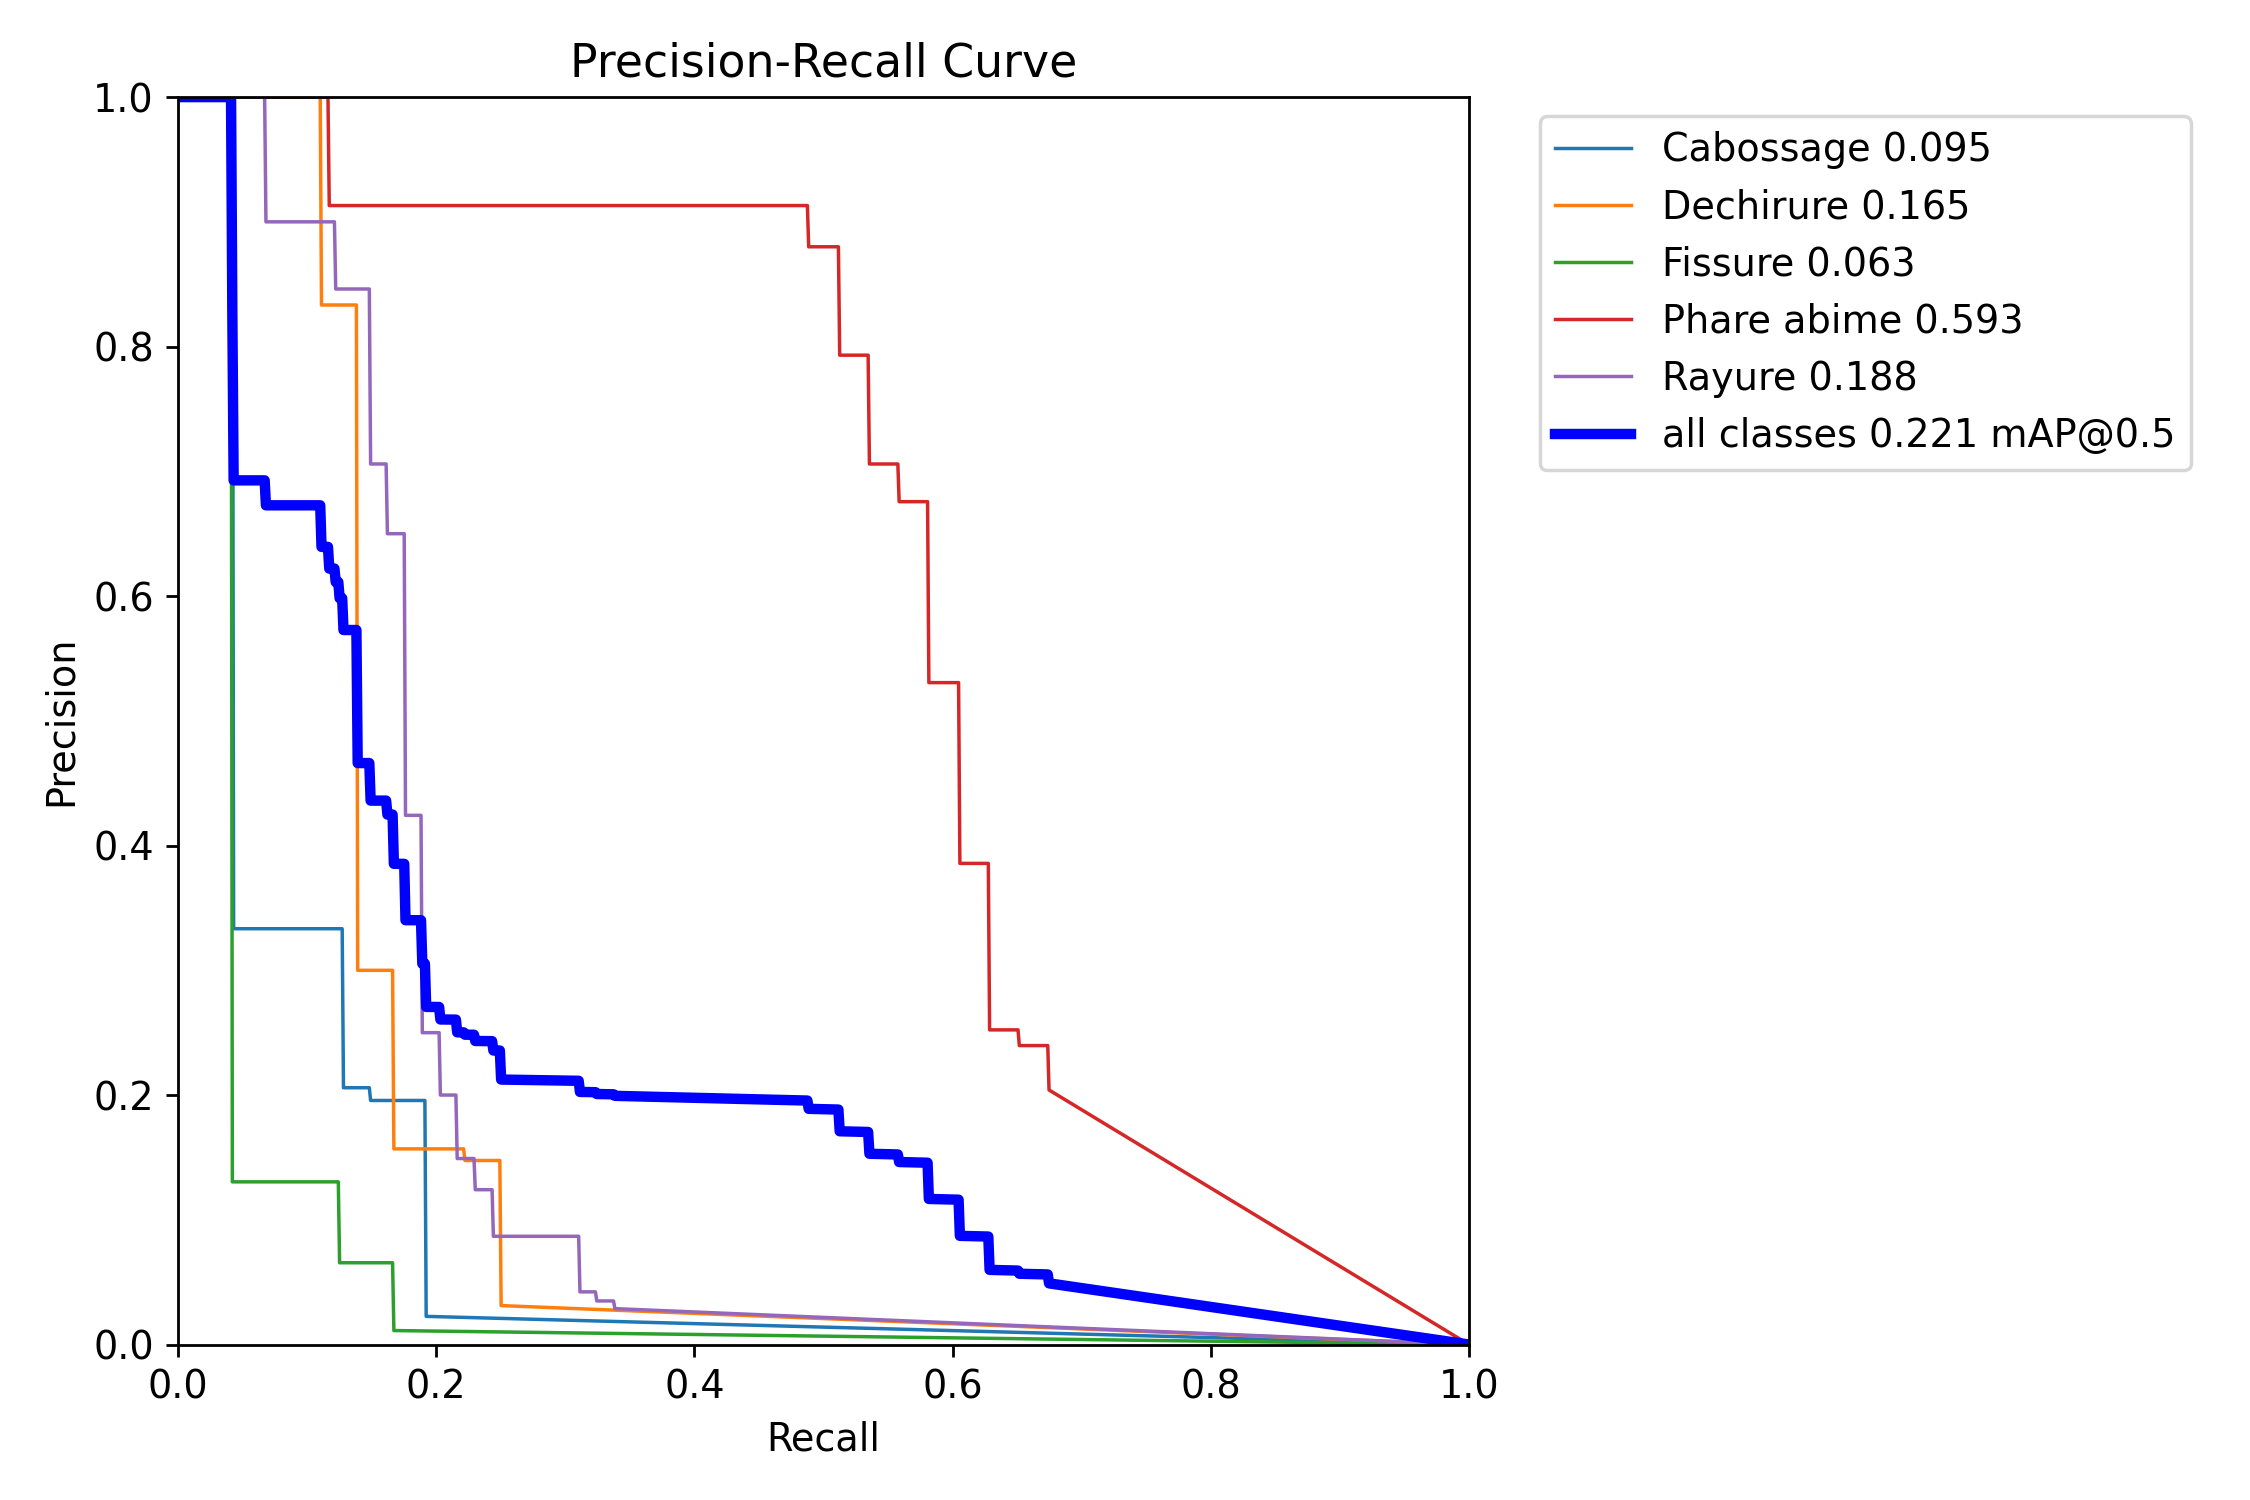 Precision-Recall Curve
1.0
0.8
0.6
0.4
0.2
0.0
Precision
0.0 0.2 0.4 0.6 0.8 1.0
Recall
Cabossage 0.095
Dechirure 0.165
Fissure 0.063
Phare abime 0.593
Rayure 0.188
all classes 0.221 mAP@0.5